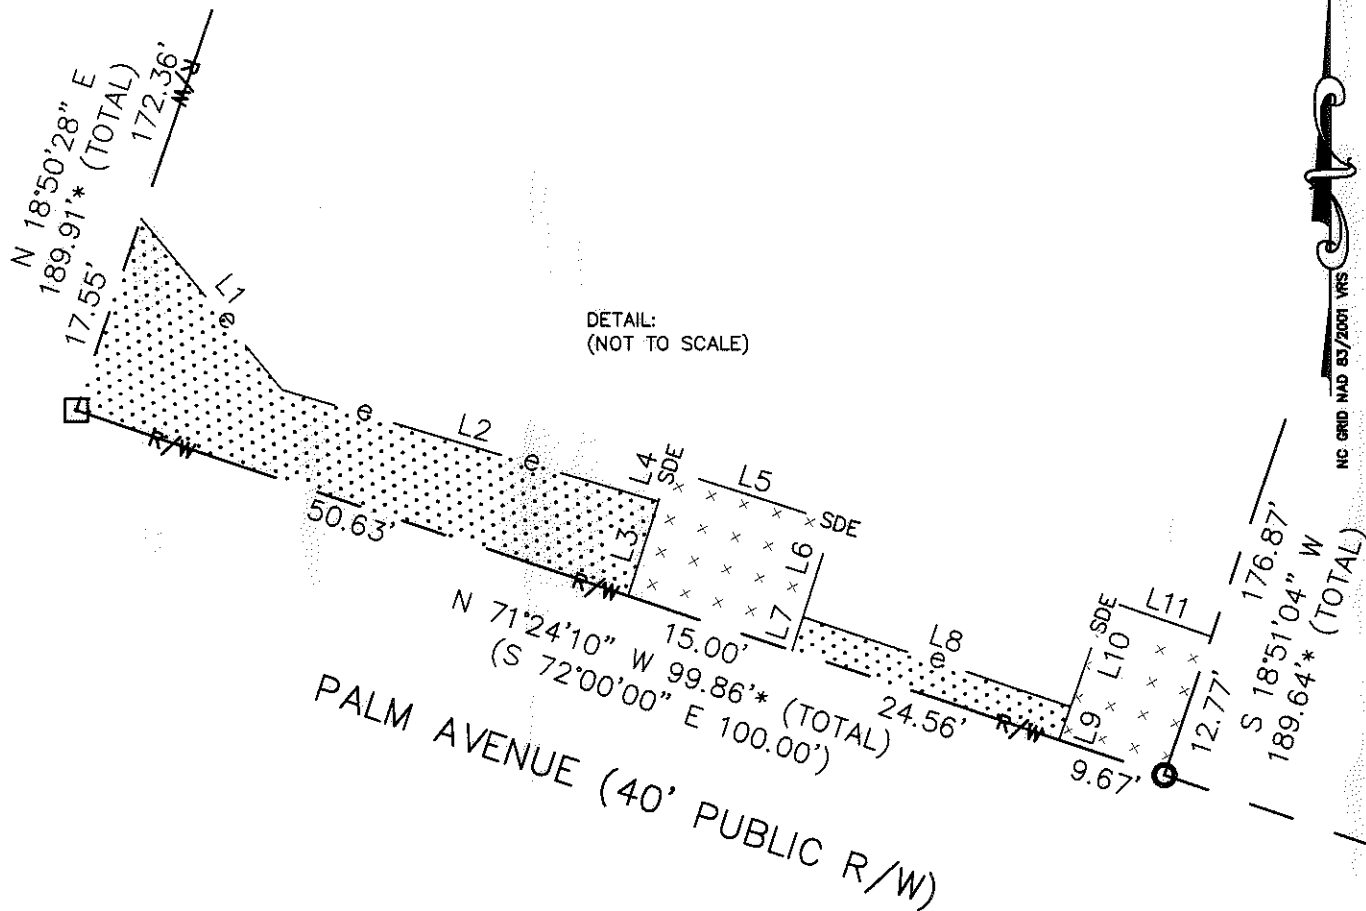 N 18°50'28" E
189.91'* (TOTAL)
172.36'
R/W
17.55'
L1
DETAIL:
(NOT TO SCALE)
NC GRID NAD 83/2001 VRS
L2
L4
SDE
L5
SDE
R/W
50.63'
L3
L6
R/W
L7
L8
SDE
L11
L10
176.87'
S 18°51'04" W
189.64'* (TOTAL)
15.00'
N 71°24'10" W 99.86'* (TOTAL)
(S 72°00'00" E 100.00')
24.56'
R/W
L9
12.77'
9.67'
PALM AVENUE (40' PUBLIC R/W)